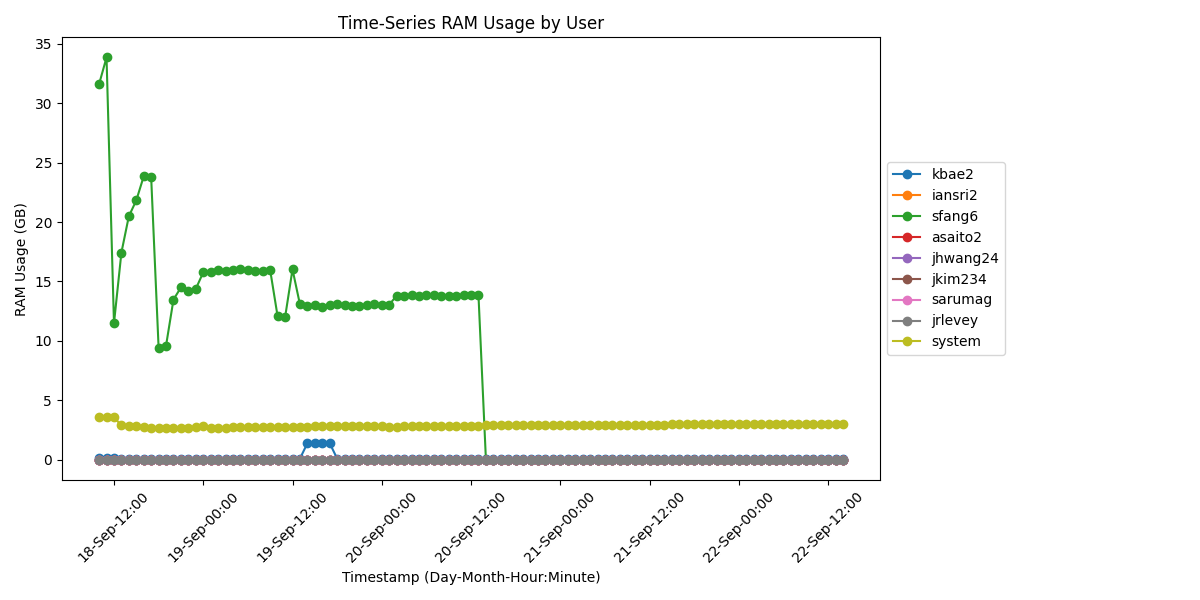 Time-Series RAM Usage by User
35
30
25
20
15
10
5
0
RAM Usage (GB)
18-Sep-12:00
19-Sep-00:00
19-Sep-12:00
20-Sep-00:00
20-Sep-12:00
21-Sep-00:00
21-Sep-12:00
22-Sep-00:00
22-Sep-12:00
Timestamp (Day-Month-Hour:Minute)
kbae2
iansri2
sfang6
asaito2
jhwang24
jkim234
sarumag
jrlevey
system